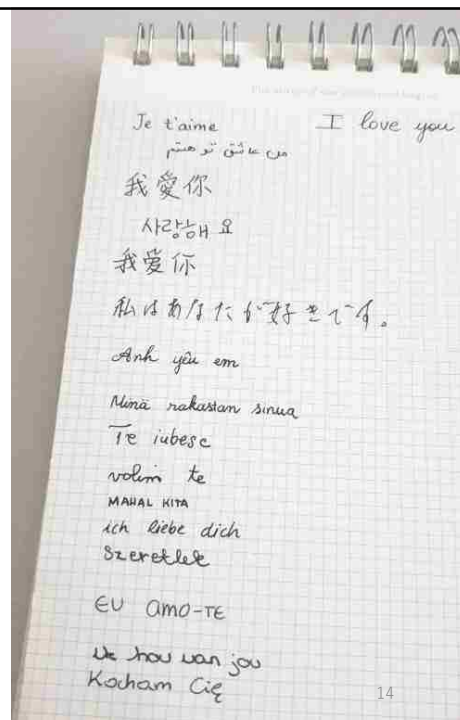 Je t'aime I love you
من عاشق تو هستم
我愛你
사랑해요
我爱你
私はあなたが好きです。
Anh yêu em
Minä rakastan sinua
Te iubesc
volim te
MAHAL KITA
ich liebe dich
Szeretlek
EU amo-TE
ik hou van jou
Kocham Cię
14